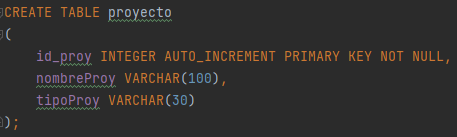 CREATE TABLE proyecto
(
id_proy INTEGER AUTO_INCREMENT PRIMARY KEY NOT NULL,
nombreProy VARCHAR(100),
tipoProy VARCHAR(30)
);